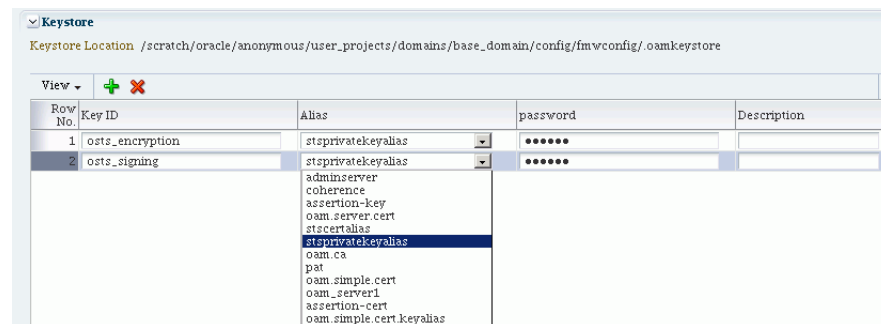 Keystore
Keystore Location /scratch/oracle/anonymous/user_projects/domains/base_domain/config/fmwconfig/.oamkeystore
View
Row No. Key ID Alias password Description
1 osts_encryption stsprivatekeyalias ●●●●●●
2 osts_signing stsprivatekeyalias ●●●●●●
adminserver
coherence
assertion-key
oam.server.cert
stscertalias
stsprivatekeyalias
oam.ca
pat
oam.simple.cert
oam_server1
assertion-cert
oam.simple.cert.keyalias